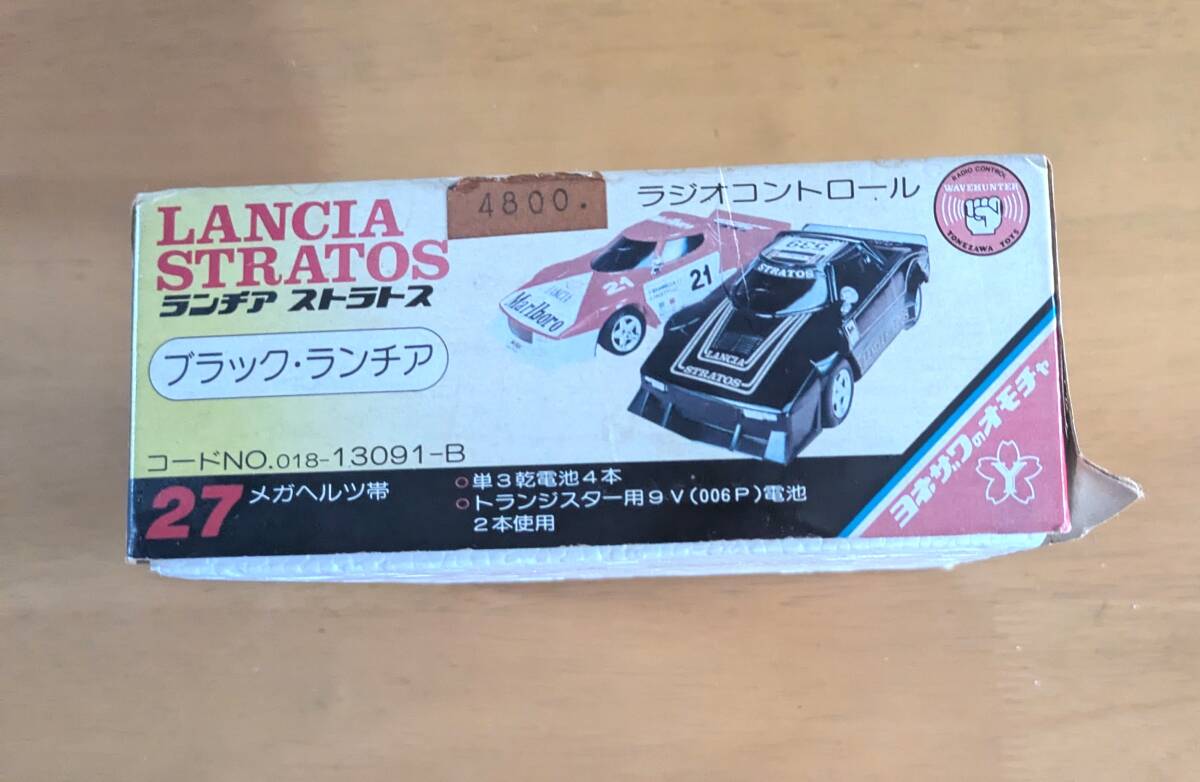 LANCIA
STRATOS
ランチア ストラトス
4800.
ラジオコントロール
RADIO CONTROL
WAVEHUNTER
YONEZAWA TOYS
ブラック・ランチア
21
LANCIA
Marlboro
21
539
STRATOS
LANCIA
STRATOS
コードNO.018-13091-B
27 メガヘルツ帯
単3乾電池4本
トランジスター用9V(006P)電池
2本使用
ヨネザワのオモチャ
Y